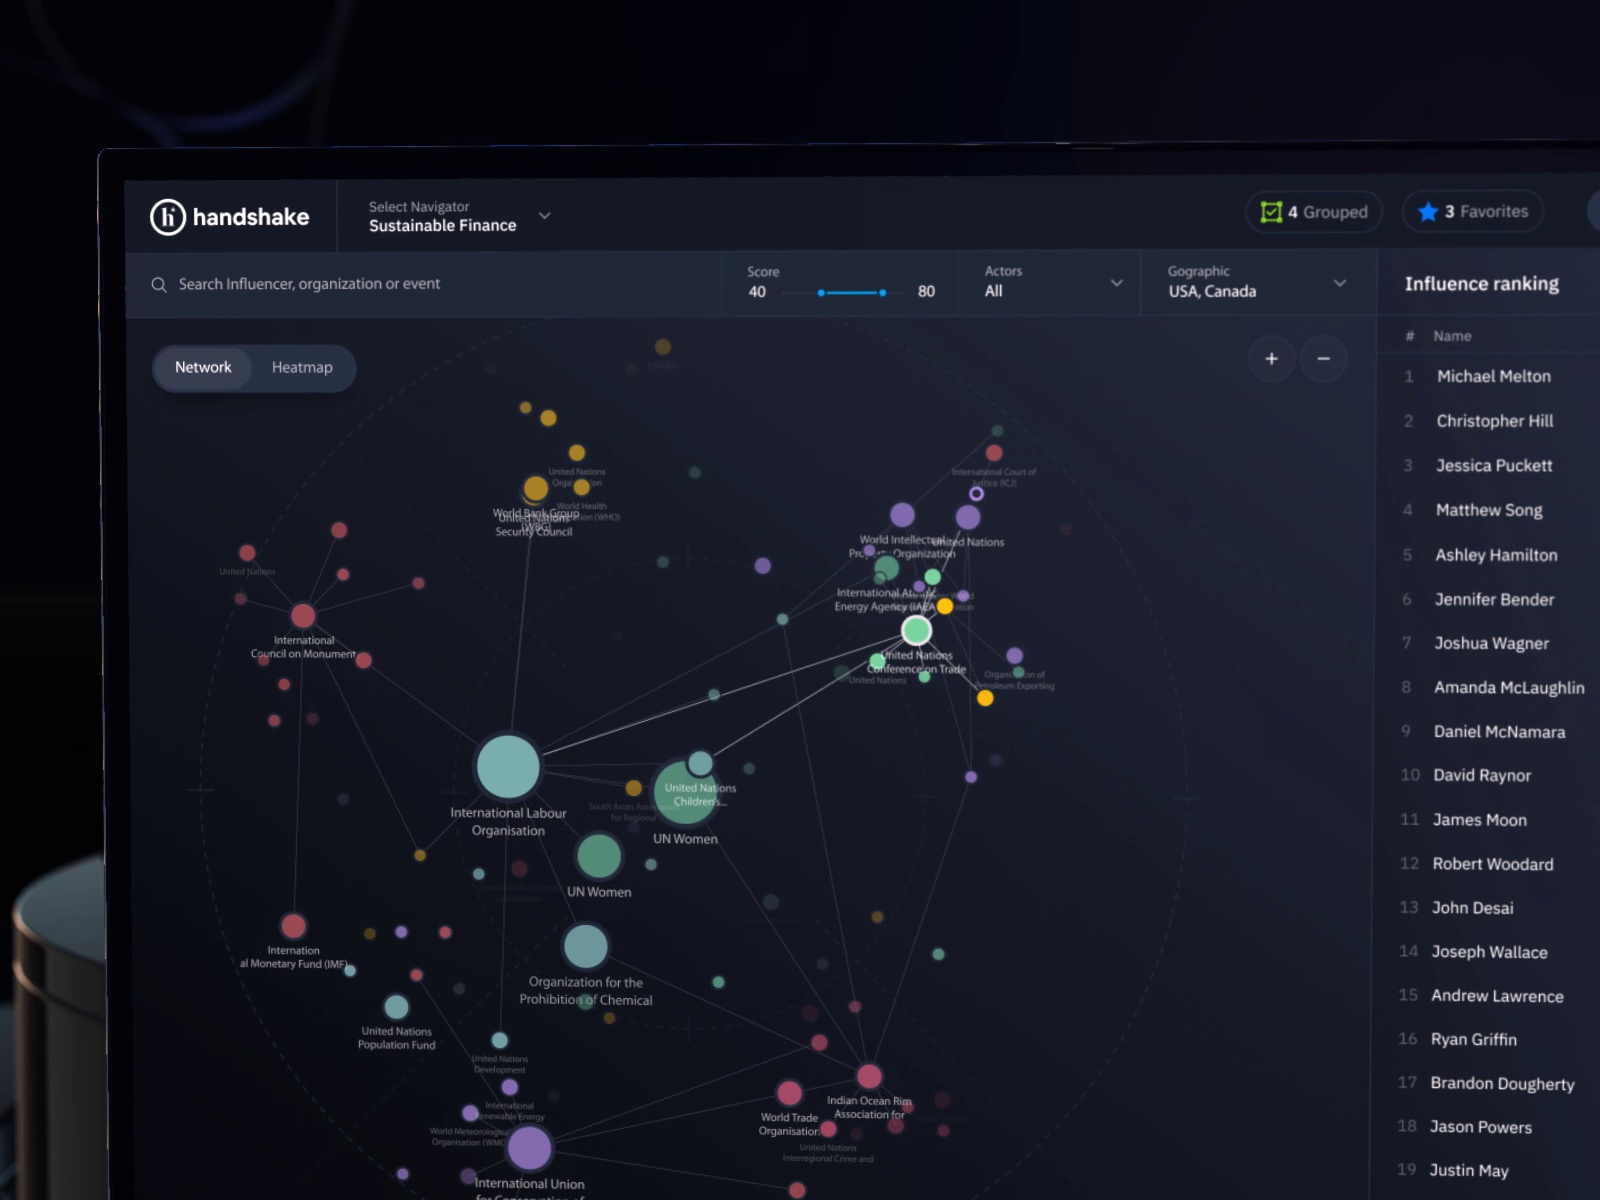 handshake
Select Navigator
Sustainable Finance
4 Grouped
3 Favorites
Search Influencer, organization or event
Score
40
80
Actors
All
Gographic
USA, Canada
Influence ranking
Network
Heatmap
+
−
# Name
1 Michael Melton
2 Christopher Hill
3 Jessica Puckett
4 Matthew Song
5 Ashley Hamilton
6 Jennifer Bender
7 Joshua Wagner
8 Amanda McLaughlin
9 Daniel McNamara
10 David Raynor
11 James Moon
12 Robert Woodard
13 John Desai
14 Joseph Wallace
15 Andrew Lawrence
16 Ryan Griffin
17 Brandon Dougherty
18 Jason Powers
19 Justin May
United Nations
World Health
(WHO)
World Bank Group
(WBG)
United Nations
Security Council
International Court of
Justice (ICJ)
World Intellectual
Property Organization
United Nations
International
Energy Agency (IAEA
United Nations
Conference on Trade
United Nations
Petroleum Exporting
United Nations
International
Council on Monument
International Labour
Organisation
South Asian
for Regional
United Nations
Children's...
UN Women
UN Women
Internation
al Monetary Fund (IMF)
Organization for the
Prohibition of Chemical
United Nations
Population Fund
United Nations
Development
International
Renewable Energy
World Meteorological
Organisation (WMO
International Union
for Conservation of
World Trade
Organisation
Indian Ocean Rim
Association for
United Nations
Interregional Crime and